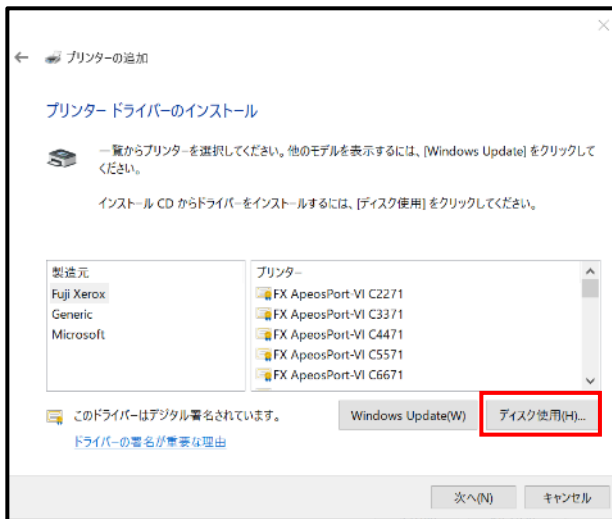 プリンターの追加
プリンター ドライバーのインストール
一覧からプリンターを選択してください。他のモデルを表示するには、[Windows Update] をクリックして
ください。
インストール CD からドライバーをインストールするには、[ディスク使用] をクリックしてください。
製造元
Fuji Xerox
Generic
Microsoft
プリンター
FX ApeosPort-VI C2271
FX ApeosPort-VI C3371
FX ApeosPort-VI C4471
FX ApeosPort-VI C5571
FX ApeosPort-VI C6671
このドライバーはデジタル署名されています。
Windows Update(W)
ディスク使用(H)...
ドライバーの署名が重要な理由
次へ(N)
キャンセル